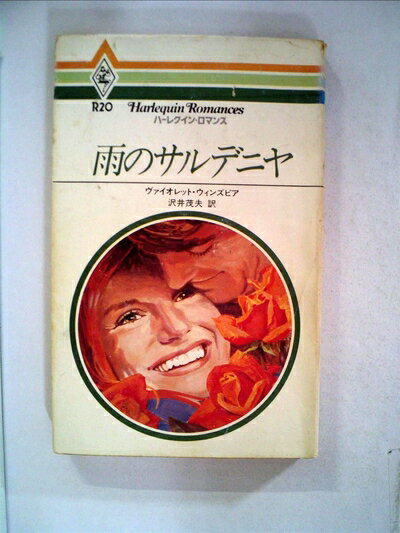 R20 Harlequin Romances
ハーレクイン・ロマンス
雨のサルデニヤ
ヴァイオレット・ウィンズピア
沢井茂夫 訳